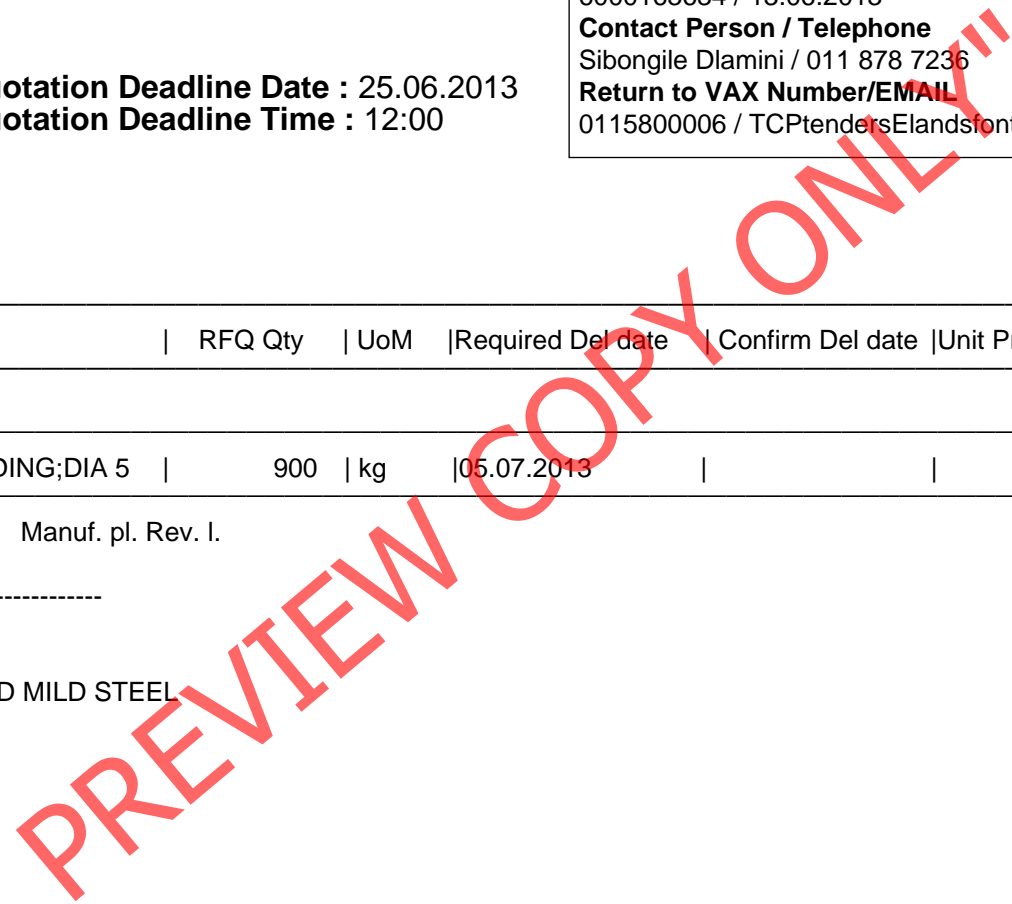 Contact Person / Telephone
Sibongile Dlamini / 011 878 7236
Return to VAX Number/EMAIL
0115800006 / TCPtendersElandsfont
otation Deadline Date : 25.06.2013
otation Deadline Time : 12:00
| RFQ Qty | UoM |Required Del date | Confirm Del date |Unit Pr
DING;DIA 5 | 900 | kg |05.07.2013 | |
Manuf. pl. Rev. l.
------------
D MILD STEEL
PREVIEW COPY ONLY"